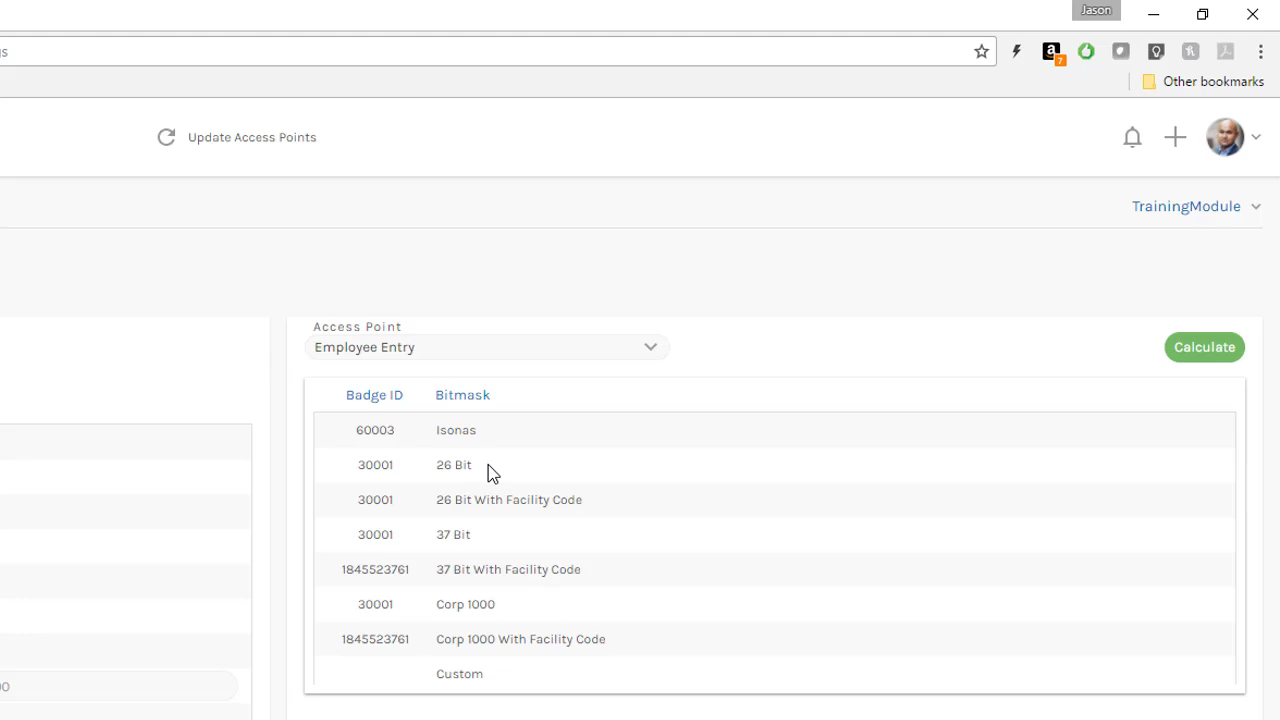 Jason
s
7
Other bookmarks
Update Access Points
TrainingModule
Access Point
Employee Entry
Calculate
Badge ID Bitmask
60003 Isonas
30001 26 Bit
30001 26 Bit With Facility Code
30001 37 Bit
1845523761 37 Bit With Facility Code
30001 Corp 1000
1845523761 Corp 1000 With Facility Code
Custom
00